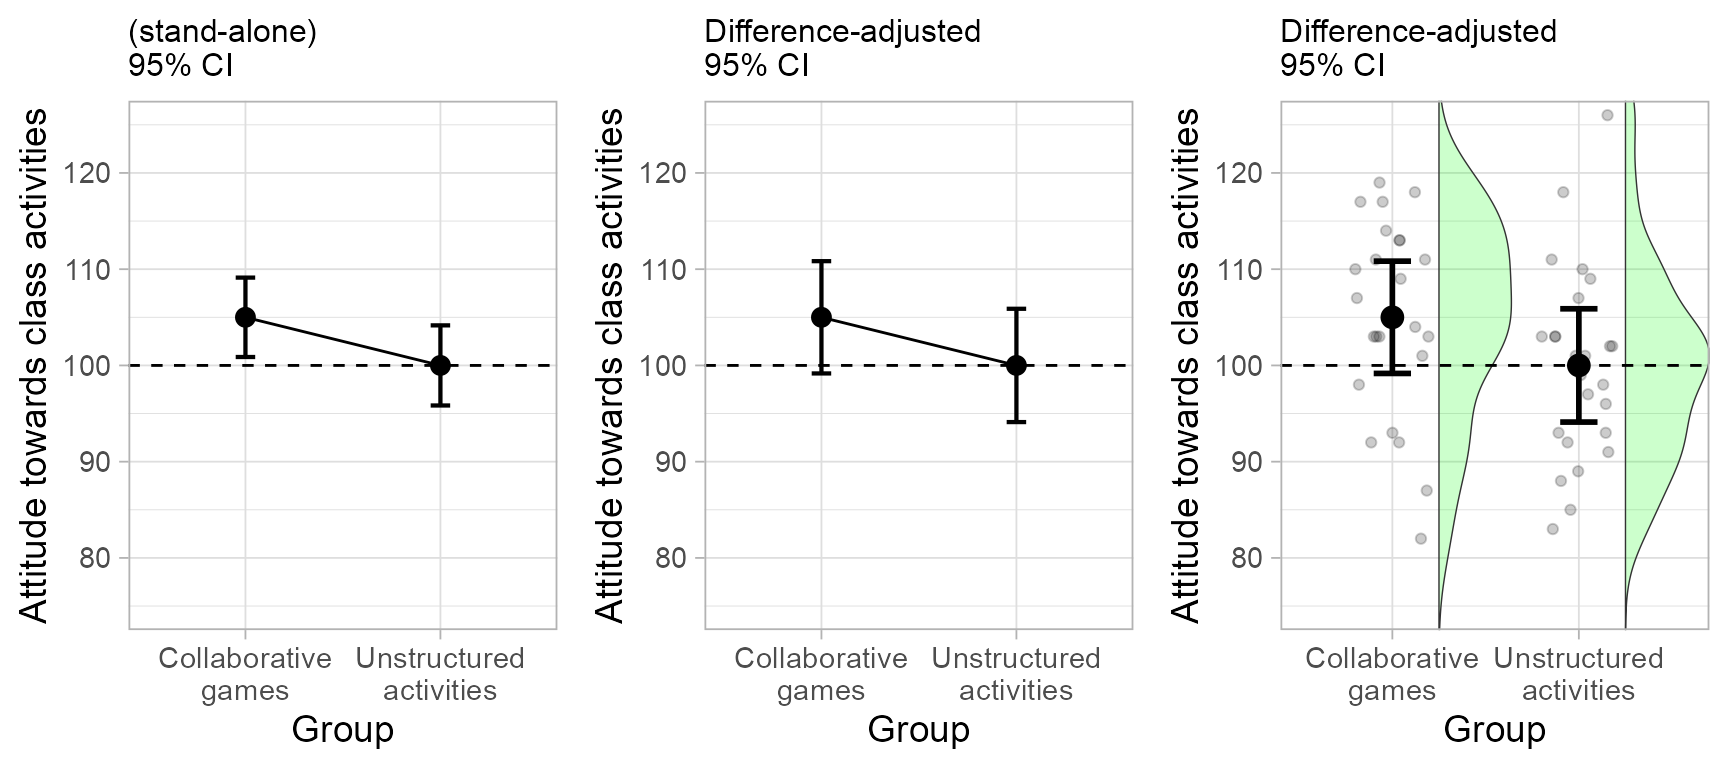 (stand-alone)
95% CI
Attitude towards class activities
120
110
100
90
80
Collaborative games
Unstructured activities
Group
Difference-adjusted
95% CI
Attitude towards class activities
120
110
100
90
80
Collaborative games
Unstructured activities
Group
Difference-adjusted
95% CI
Attitude towards class activities
120
110
100
90
80
Collaborative games
Unstructured activities
Group